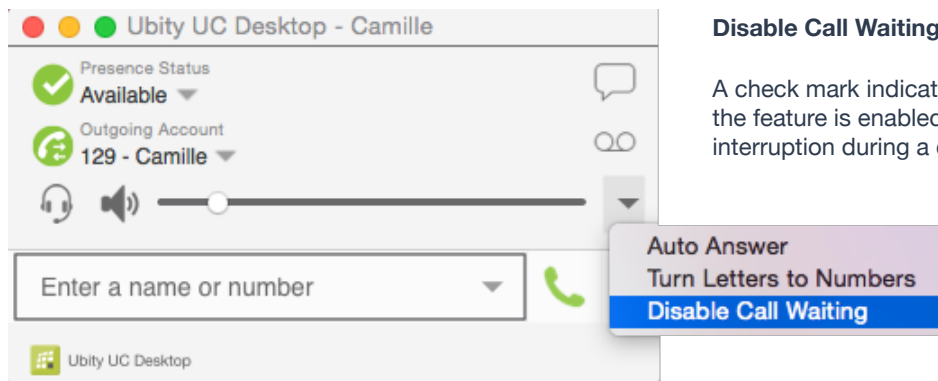 Ubity UC Desktop - Camille
Presence Status
Available
Outgoing Account
129 - Camille
Enter a name or number
Ubity UC Desktop
Disable Call Waiting
A check mark indicat
the feature is enabled
interruption during a
Auto Answer
Turn Letters to Numbers
Disable Call Waiting